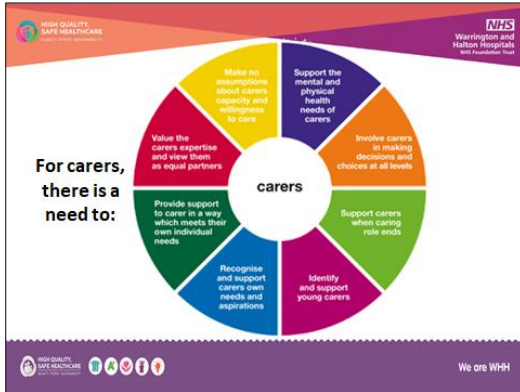 HIGH QUALITY,
SAFE HEALTHCARE
NHS
Warrington and
Halton Hospitals
NHS Foundation Trust
For carers,
there is a
need to:
carers
Support the
mental and
physical
health
needs of
carers
Involve carers
in making
decisions and
choices at all levels
Support carers
when caring
role ends
Identify
and support
young carers
Recognise
and support
carers own
needs and
aspirations
Provide support
to carer in a way
which meets their
own individual
needs
Value the
carers expertise
and view them
as equal partners
Make no
assumptions
about carers
capacity and
willingness
to care
HIGH QUALITY,
SAFE HEALTHCARE
We are WHH